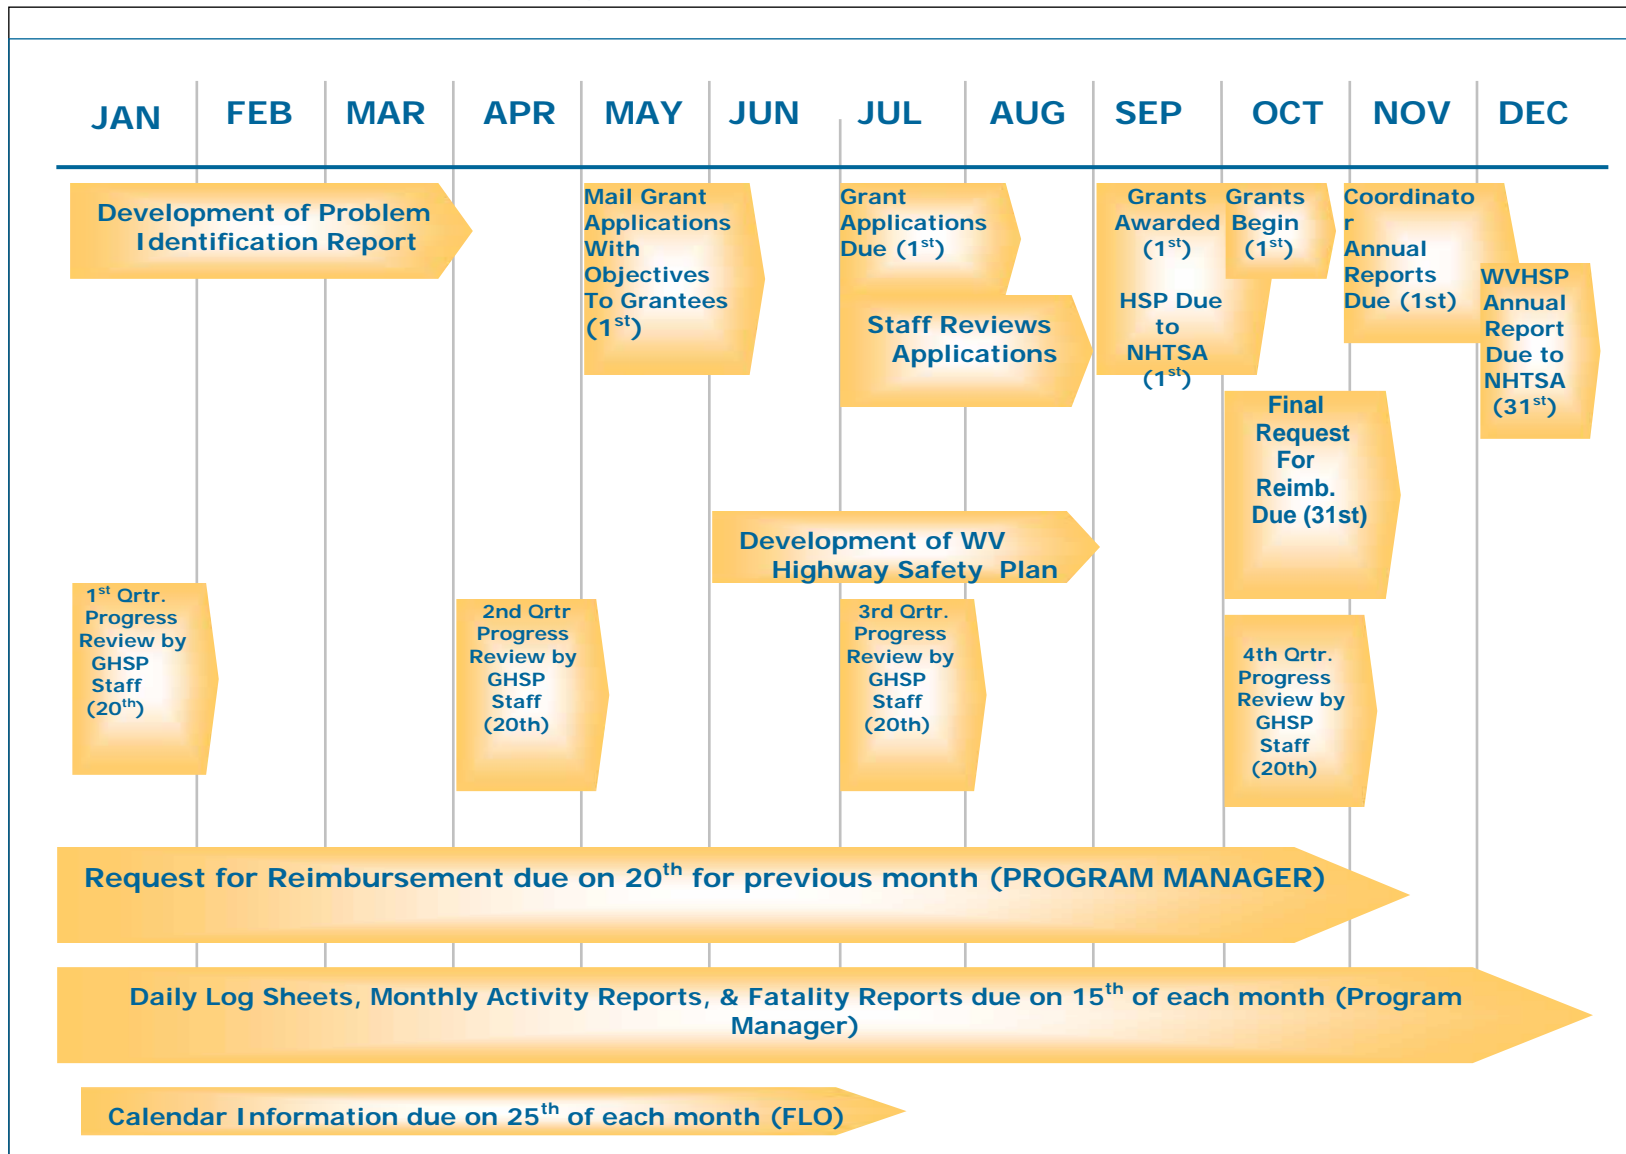 JAN FEB MAR APR MAY JUN JUL AUG SEP OCT NOV DEC
Development of Problem
Identification Report
Mail Grant
Applications
With
Objectives
To Grantees
(1st)
Grant
Applications
Due (1st)
Staff Reviews
Applications
Grants
Awarded
(1st)
HSP Due
to
NHTSA
(1st)
Grants
Begin
(1st)
Coordinato
r
Annual
Reports
Due (1st)
WVHSP
Annual
Report
Due to
NHTSA
(31st)
Final
Request
For
Reimb.
Due (31st)
Development of WV
Highway Safety Plan
1st Qrtr.
Progress
Review by
GHSP
Staff
(20th)
2nd Qrtr
Progress
Review by
GHSP
Staff
(20th)
3rd Qrtr.
Progress
Review by
GHSP
Staff
(20th)
4th Qrtr.
Progress
Review by
GHSP
Staff
(20th)
Request for Reimbursement due on 20th for previous month (PROGRAM MANAGER)
Daily Log Sheets, Monthly Activity Reports, & Fatality Reports due on 15th of each month (Program
Manager)
Calendar Information due on 25th of each month (FLO)